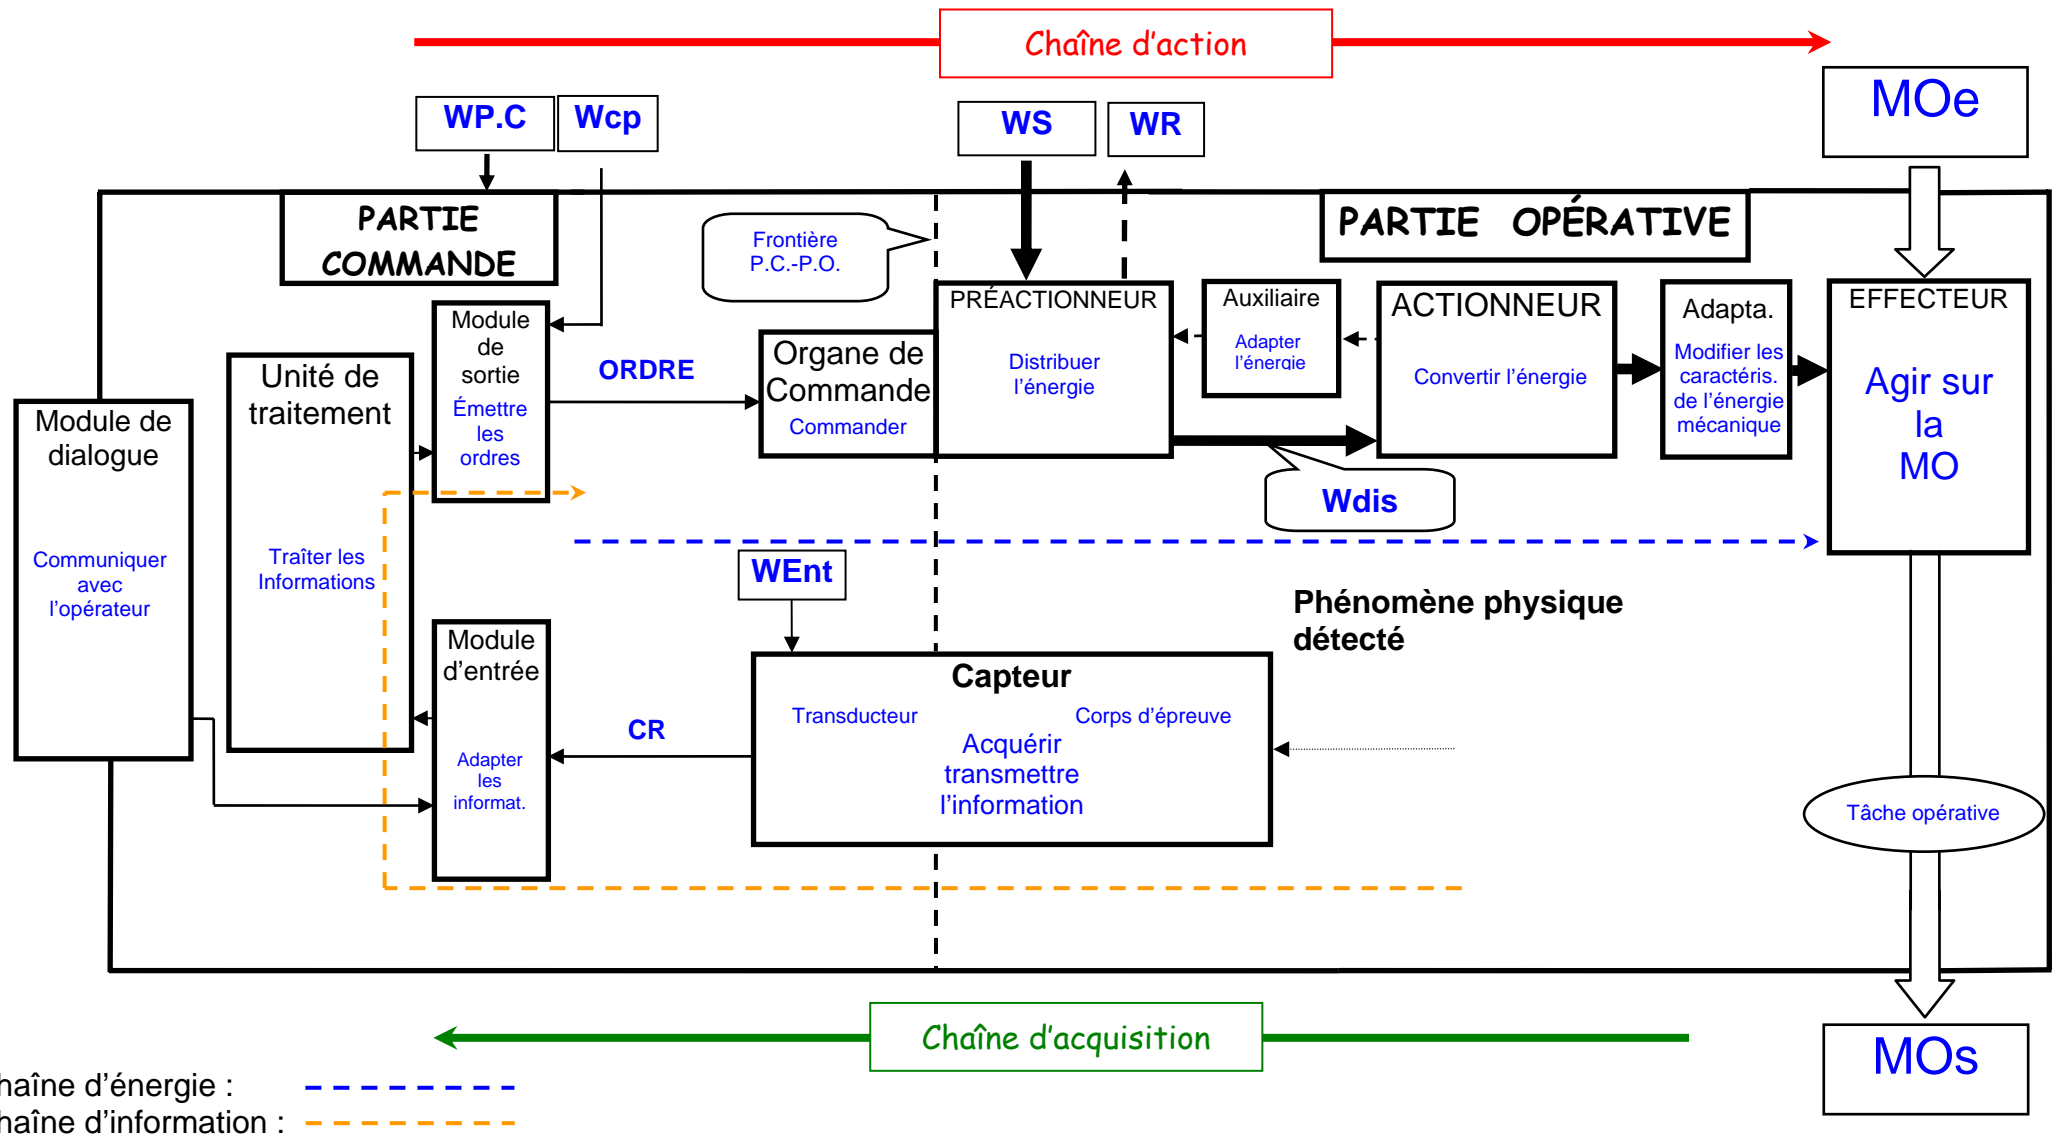 Chaîne d'action
MOe
WP.C
Wcp
WS
WR
PARTIE
COMMANDE
Frontière
P.C.-P.O.
PARTIE OPÉRATIVE
Module
de
sortie
Émettre
les
ordres
ORDRE
Organe de
Commande
Commander
PRÉACTIONNEUR
Distribuer
l’énergie
Auxiliaire
Adapter
l’énergie
ACTIONNEUR
Convertir l’énergie
Adapta.
Modifier les
caractéris.
de l’énergie
mécanique
EFFECTEUR
Agir sur
la
MO
Unité de
traitement
Traîter les
Informations
Module de
dialogue
Communiquer
avec
l’opérateur
Wdis
WEnt
Phénomène physique
détecté
Module
d’entrée
Adapter
les
informat.
CR
Capteur
Transducteur
Corps d’épreuve
Acquérir
transmettre
l’information
Tâche opérative
Chaîne d'acquisition
MOs
haîne d’énergie :
haîne d’information :